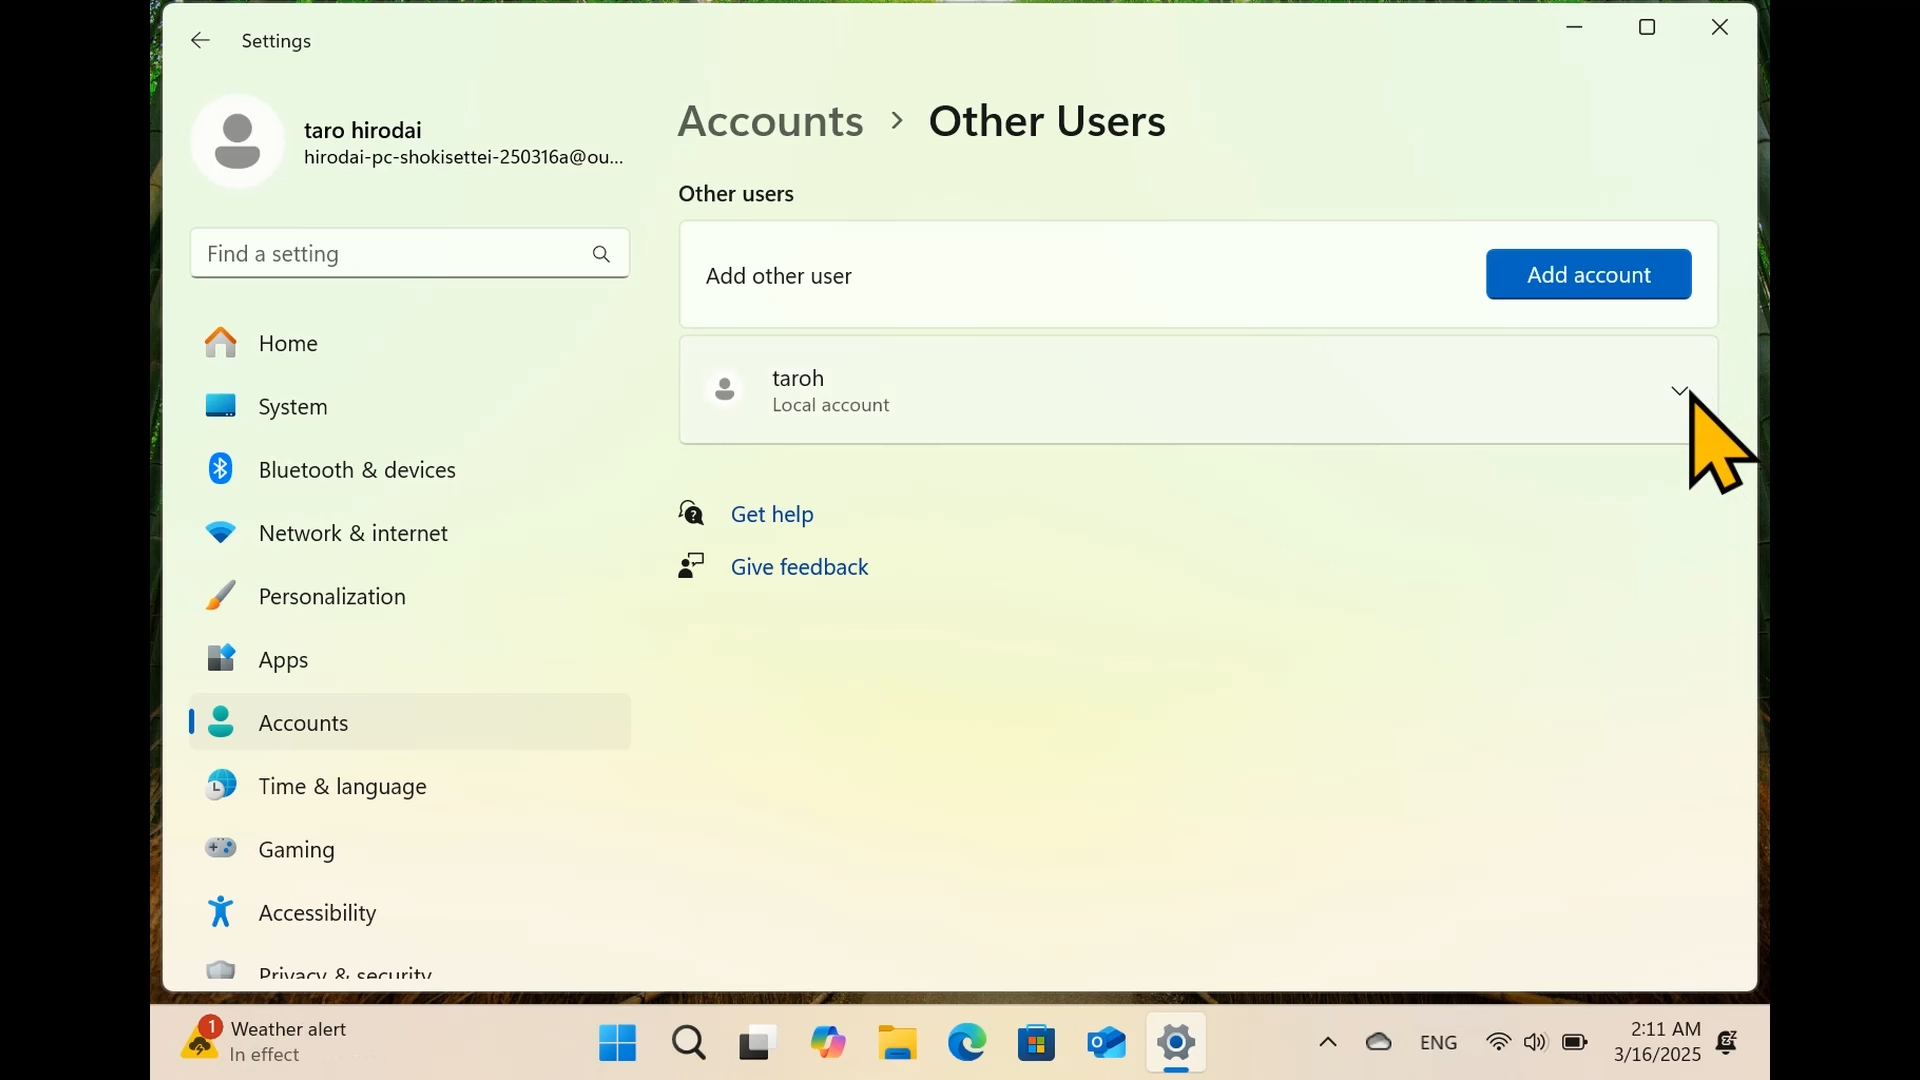 Settings
taro hirodai
hirodai-pc-shokisettei-250316a@ou...
Find a setting
Home
System
Bluetooth & devices
Network & internet
Personalization
Apps
Accounts
Time & language
Gaming
Accessibility
Privacy & security
Accounts > Other Users
Other users
Add other user
Add account
taroh
Local account
Get help
Give feedback
1
Weather alert
In effect
ENG
2:11 AM
3/16/2025